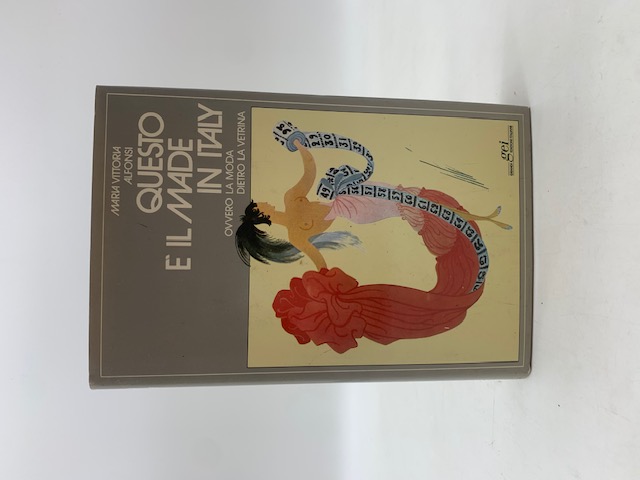 MARIA VITTORIA
ALFONSI
QUESTO
È IL MADE
IN ITALY
OVVERO LA MODA
DIETRO LA VETRINA
gei